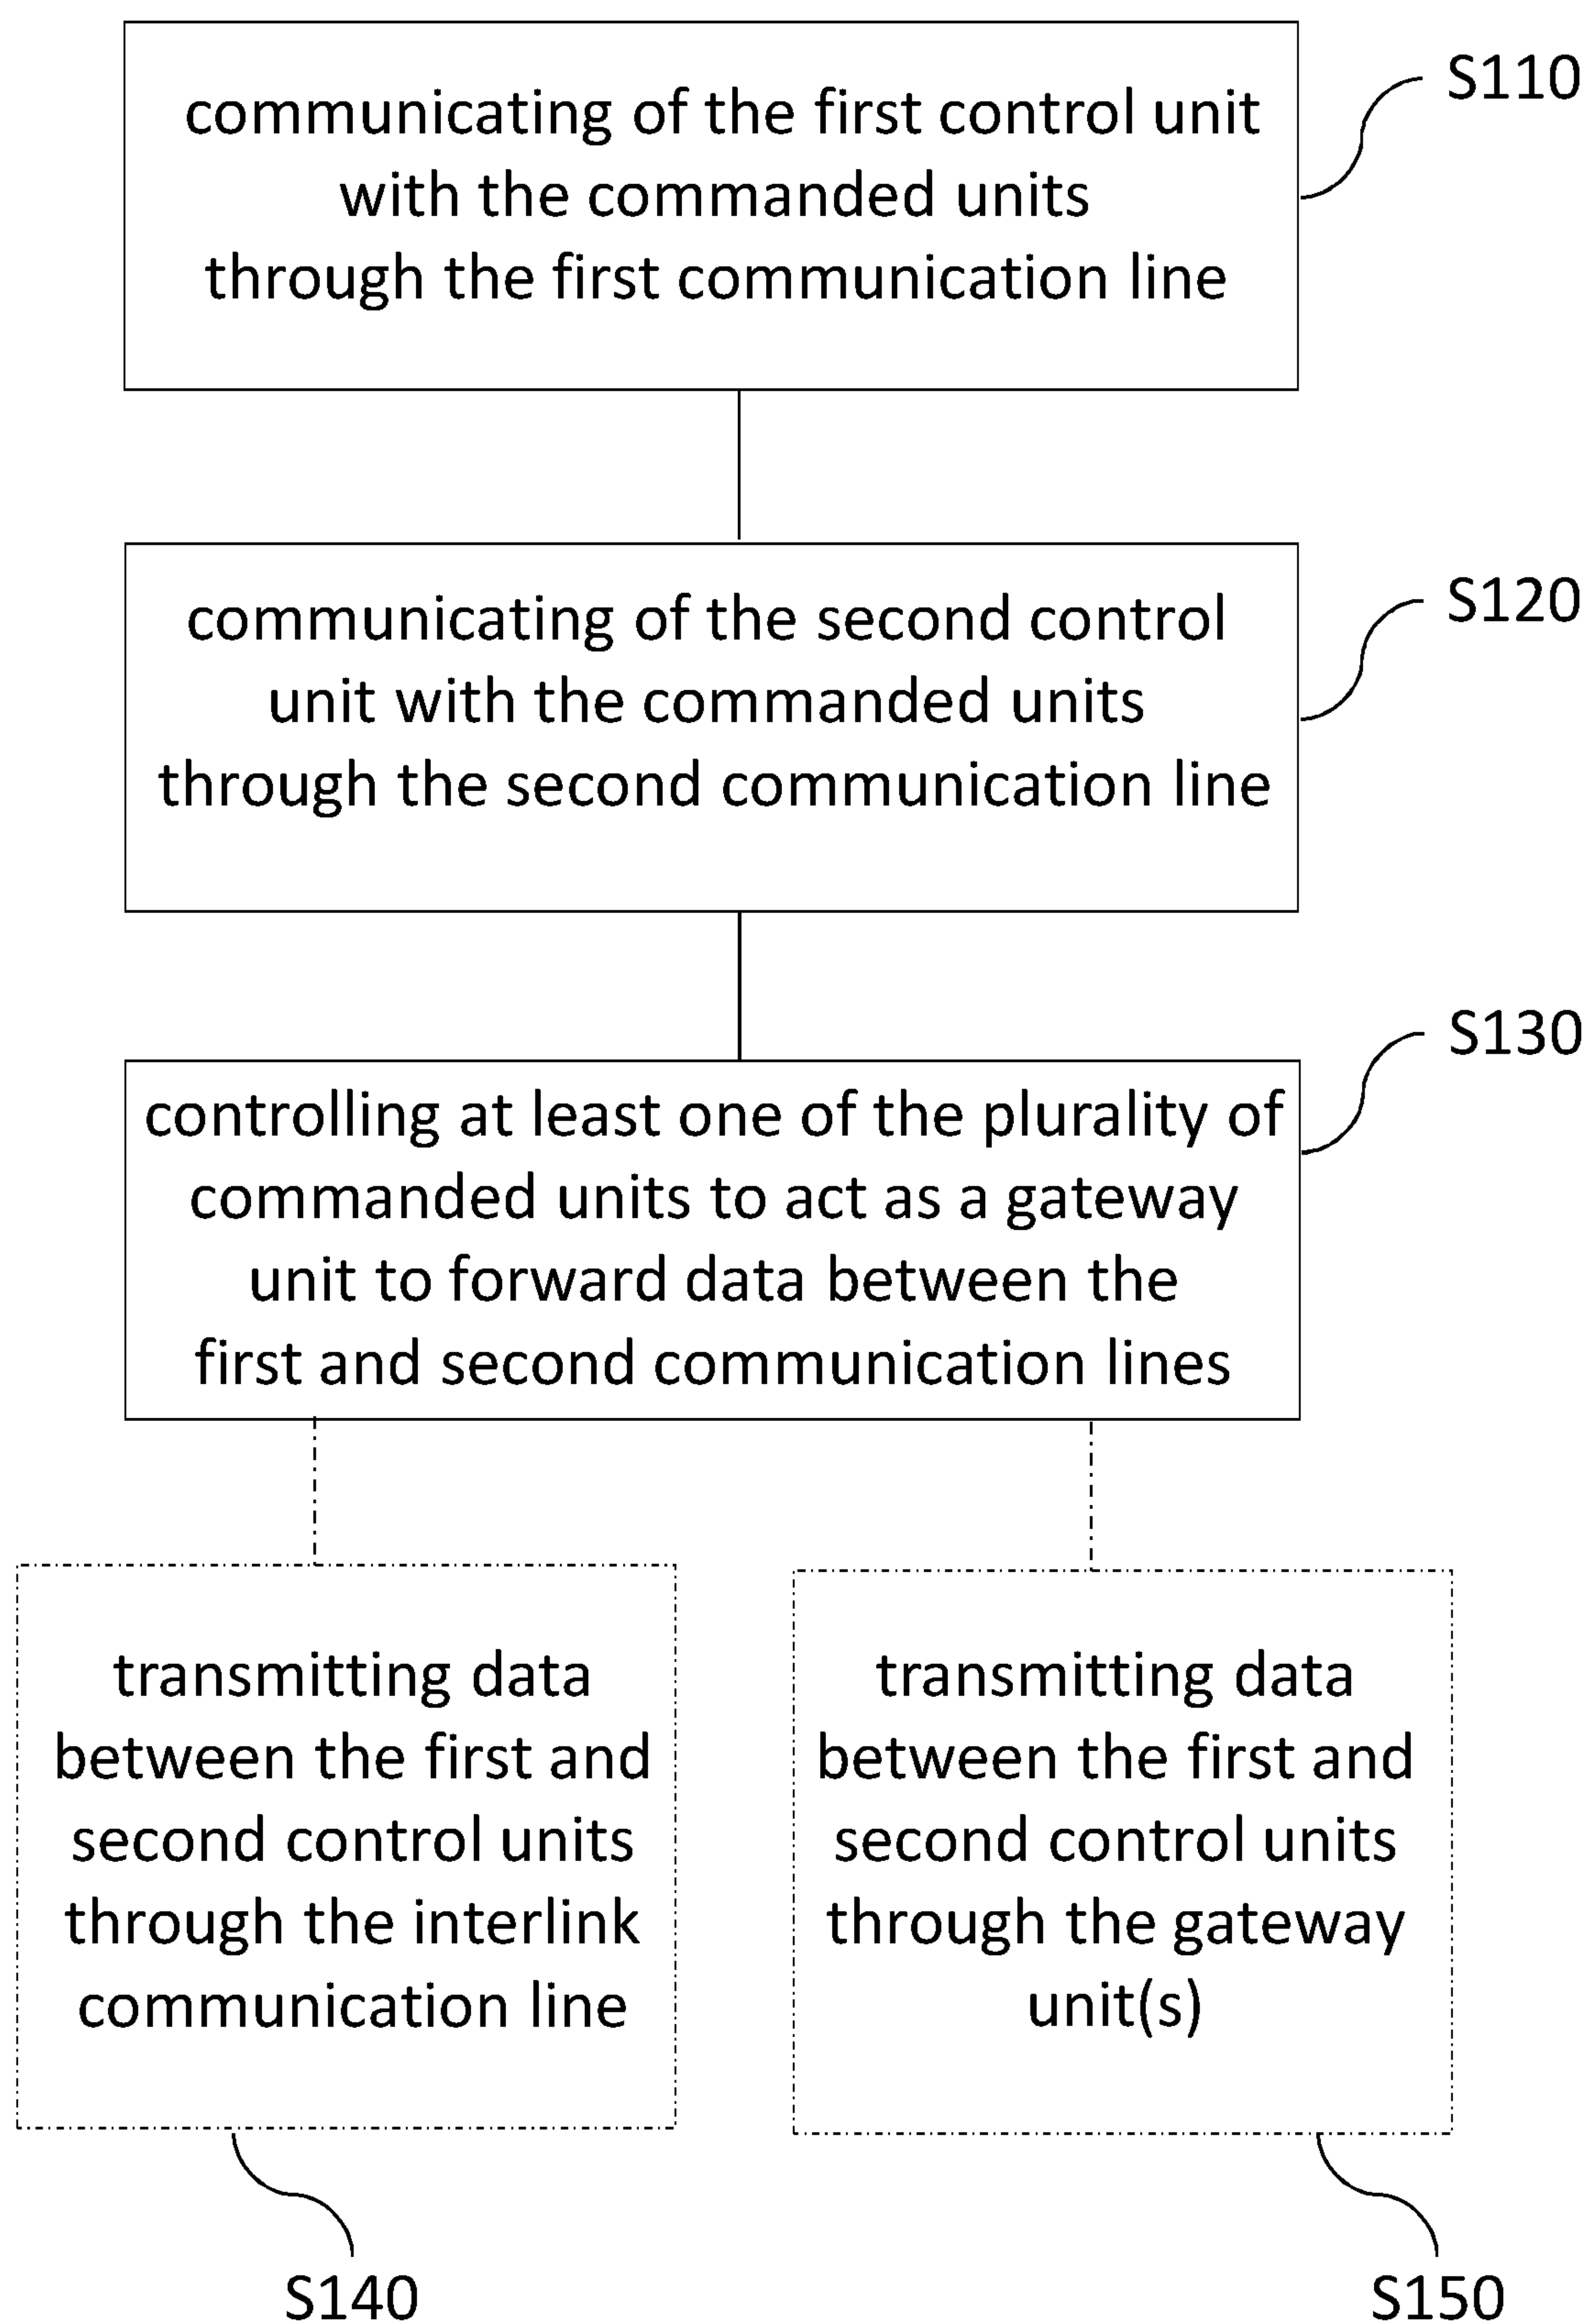 communicating of the first control unit
with the commanded units
through the first communication line
S110
communicating of the second control
unit with the commanded units
through the second communication line
S120
controlling at least one of the plurality of
commanded units to act as a gateway
unit to forward data between the
first and second communication lines
S130
transmitting data
between the first and
second control units
through the interlink
communication line
S140
transmitting data
between the first and
second control units
through the gateway
unit(s)
S150